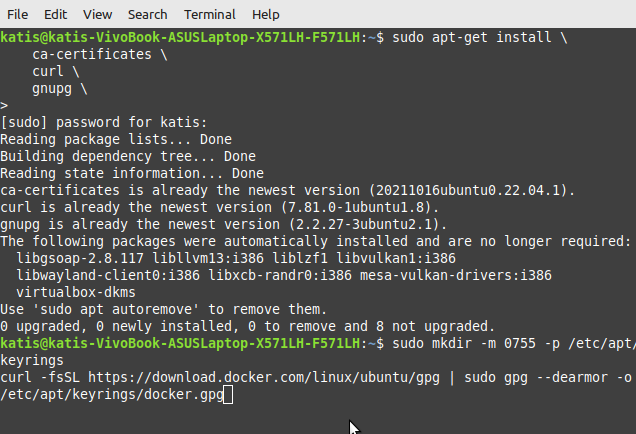 File Edit View Search Terminal Help
katis@katis-VivoBook-ASUSLaptop-X571LH-F571LH:~$ sudo apt-get install \
    ca-certificates \
    curl \
    gnupg \
>
[sudo] password for katis:
Reading package lists... Done
Building dependency tree... Done
Reading state information... Done
ca-certificates is already the newest version (20211016ubuntu0.22.04.1).
curl is already the newest version (7.81.0-1ubuntu1.8).
gnupg is already the newest version (2.2.27-3ubuntu2.1).
The following packages were automatically installed and are no longer required:
  libgsoap-2.8.117 libllvm13:i386 liblzf1 libvulkan1:i386
  libwayland-client0:i386 libxcb-randr0:i386 mesa-vulkan-drivers:i386
  virtualbox-dkms
Use 'sudo apt autoremove' to remove them.
0 upgraded, 0 newly installed, 0 to remove and 8 not upgraded.
katis@katis-VivoBook-ASUSLaptop-X571LH-F571LH:~$ sudo mkdir -m 0755 -p /etc/apt/
keyrings
curl -fsSL https://download.docker.com/linux/ubuntu/gpg | sudo gpg --dearmor -o
/etc/apt/keyrings/docker.gpg